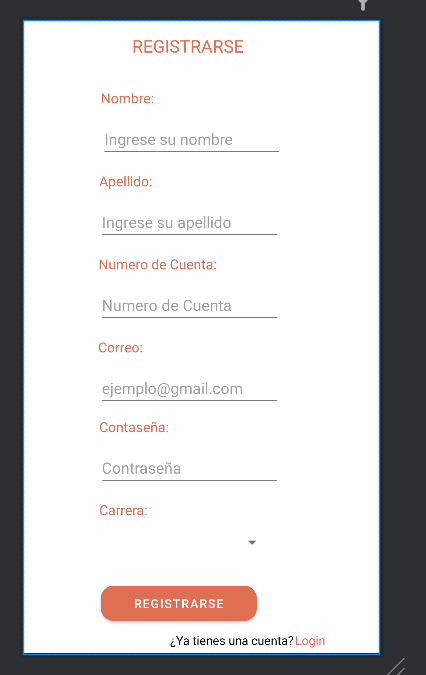 REGISTRARSE
Nombre:
Ingrese su nombre
Apellido:
Ingrese su apellido
Numero de Cuenta:
Numero de Cuenta
Correo:
ejemplo@gmail.com
Contaseña:
Contraseña
Carrera:
REGISTRARSE
¿Ya tienes una cuenta? Login